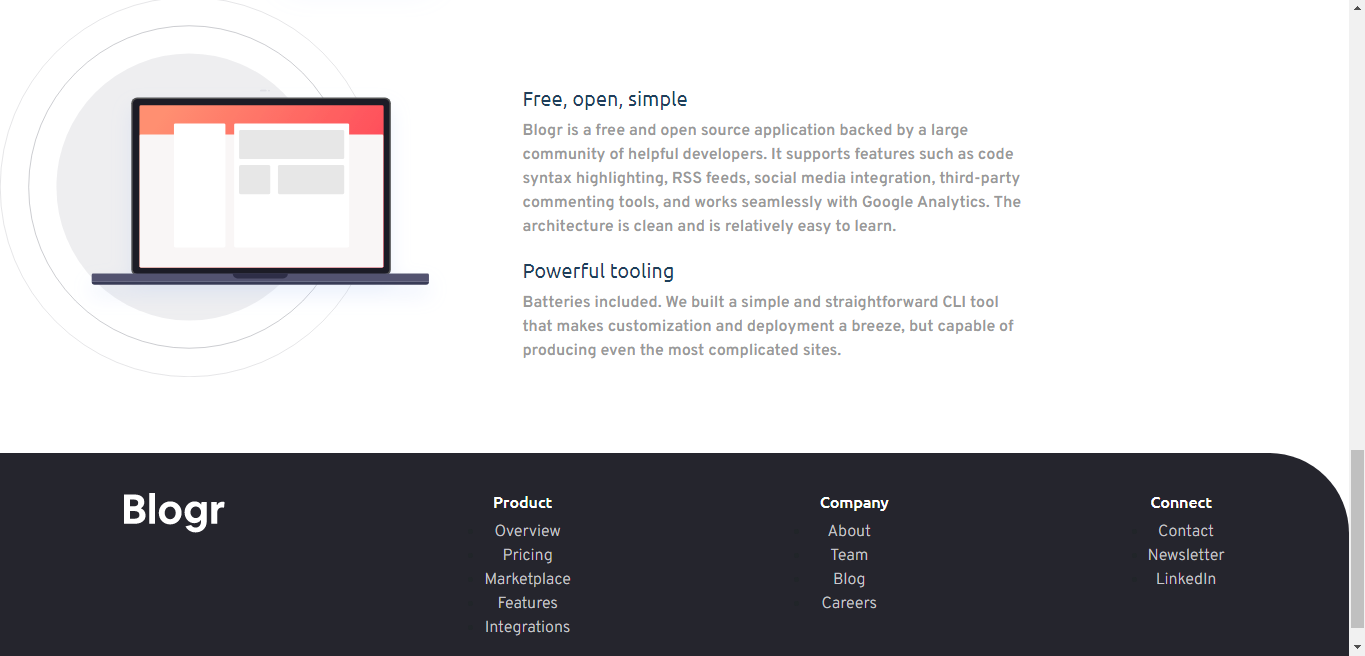 Free, open, simple
Blogr is a free and open source application backed by a large
community of helpful developers. It supports features such as code
syntax highlighting, RSS feeds, social media integration, third-party
commenting tools, and works seamlessly with Google Analytics. The
architecture is clean and is relatively easy to learn.
Powerful tooling
Batteries included. We built a simple and straightforward CLI tool
that makes customization and deployment a breeze, but capable of
producing even the most complicated sites.
Blogr
Product
Overview
Pricing
Marketplace
Features
Integrations
Company
About
Team
Blog
Careers
Connect
Contact
Newsletter
LinkedIn